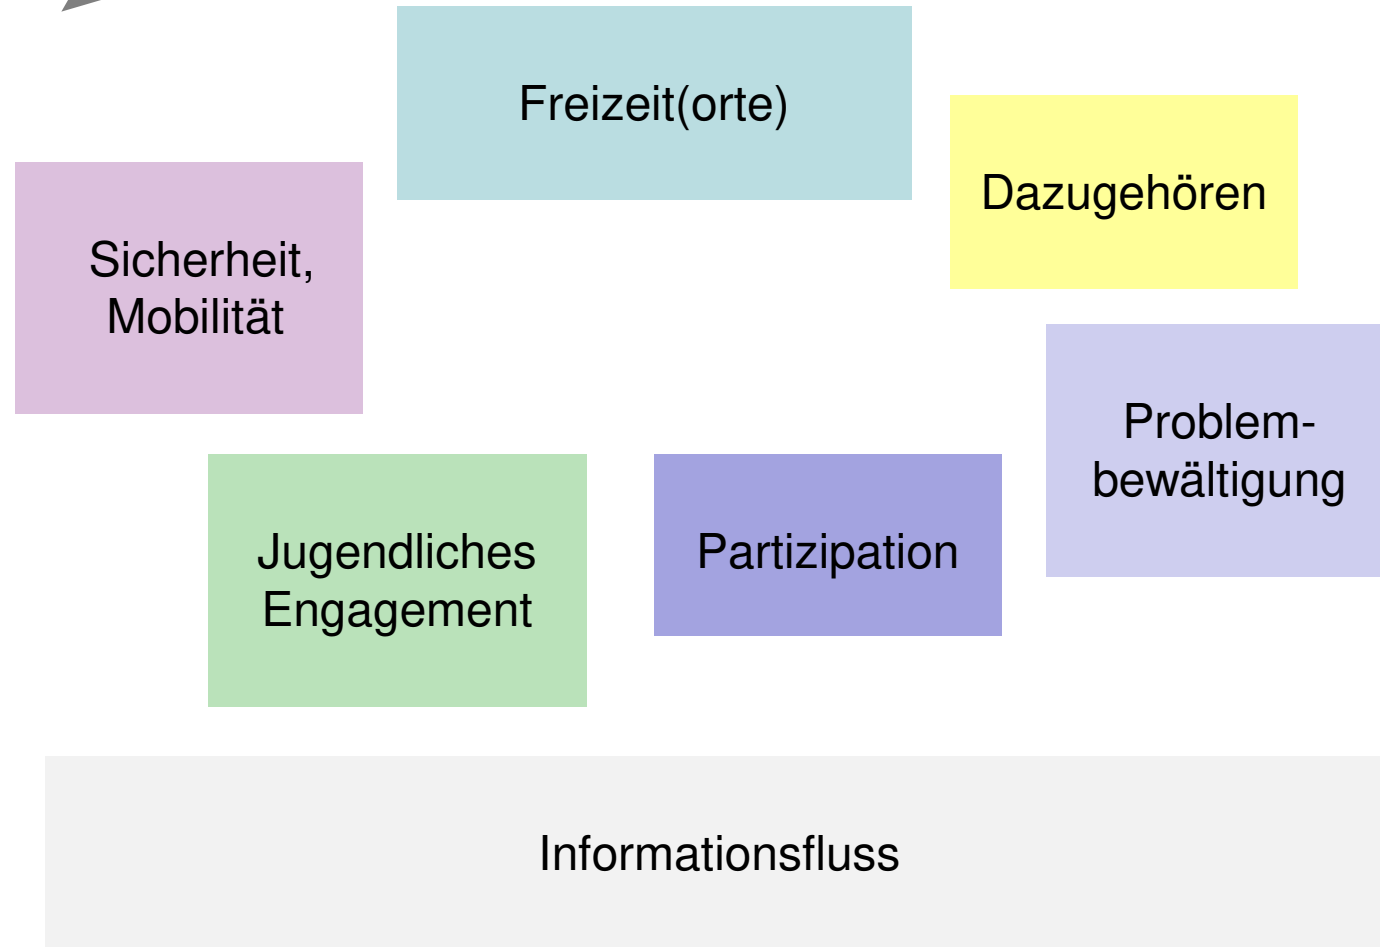 Freizeit(orte)
Dazugehören
Sicherheit,
Mobilität
Problem-
bewältigung
Jugendliches
Engagement
Partizipation
Informationsfluss